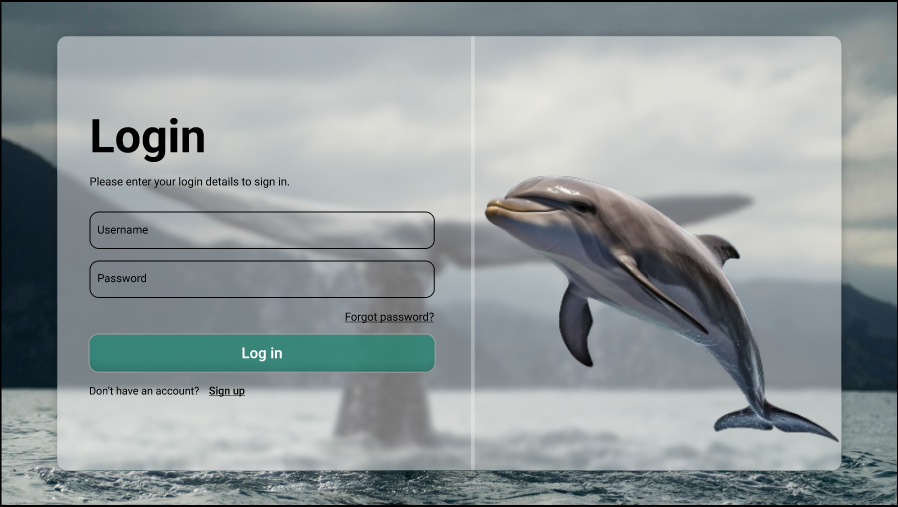 Login
Please enter your login details to sign in.
Username
Password
Forgot password?
Log in
Don't have an account? Sign up